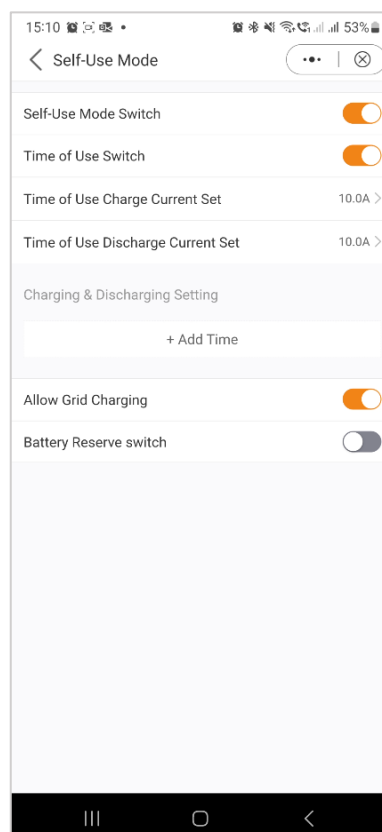 15:10 53%
Self-Use Mode
Self-Use Mode Switch
Time of Use Switch
Time of Use Charge Current Set 10.0A
Time of Use Discharge Current Set 10.0A
Charging & Discharging Setting
+ Add Time
Allow Grid Charging
Battery Reserve switch